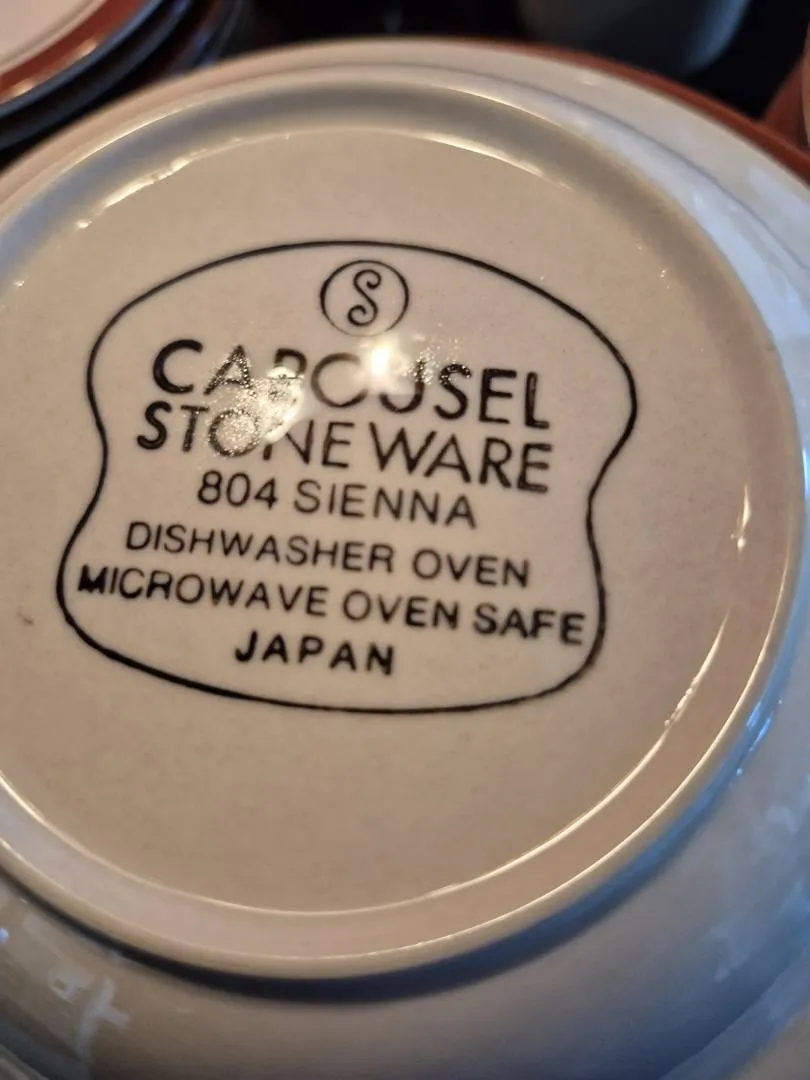 S
CAROUSEL
STONEWARE
804 SIENNA
DISHWASHER OVEN
MICROWAVE OVEN SAFE
JAPAN